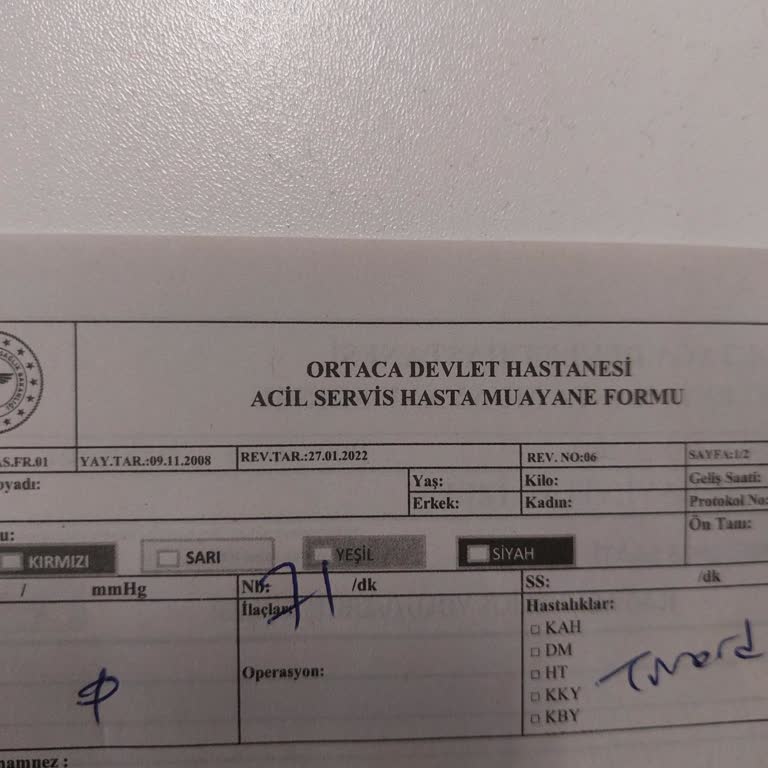 ORTACA DEVLET HASTANESİ
ACİL SERVİS HASTA MUAYANE FORMU
S.FR.01 YAY.TAR.:09.11.2008 REV.TAR.:27.01.2022 REV. NO:06 SAYFA:1/2
oyadı: Yaş: Kilo: Geliş Saati:
Erkek: Kadın: Protokol No:
u: Ön Tanı:
KIRMIZI SARI YEŞİL SİYAH
/ mmHg Nb: 71 /dk SS: /dk
İlaçları: Hastalıklar:
KAH
DM
Operasyon: HT
KKY
KBY
namnez :